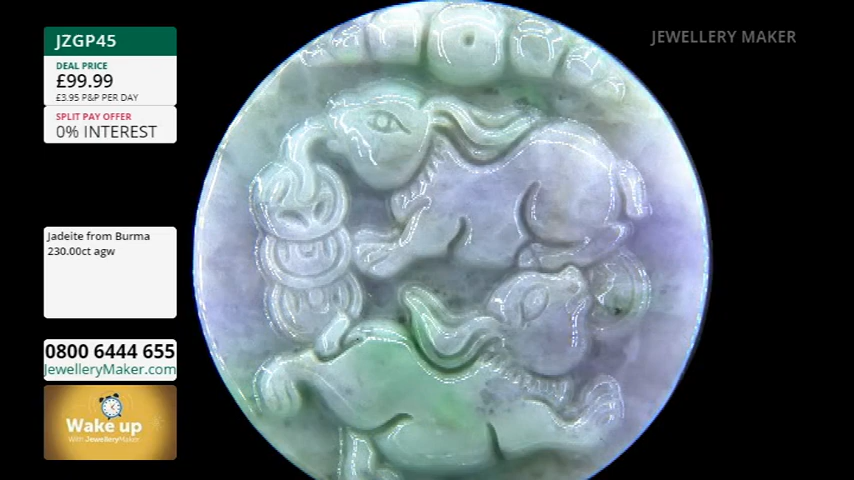 JZGP45
DEAL PRICE
£99.99
£3.95 P&P PER DAY
SPLIT PAY OFFER
0% INTEREST
Jadeite from Burma
230.00ct agw
0800 6444 655
JewelleryMaker.com
Wake up
With JewelleryMaker
JEWELLERY MAKER